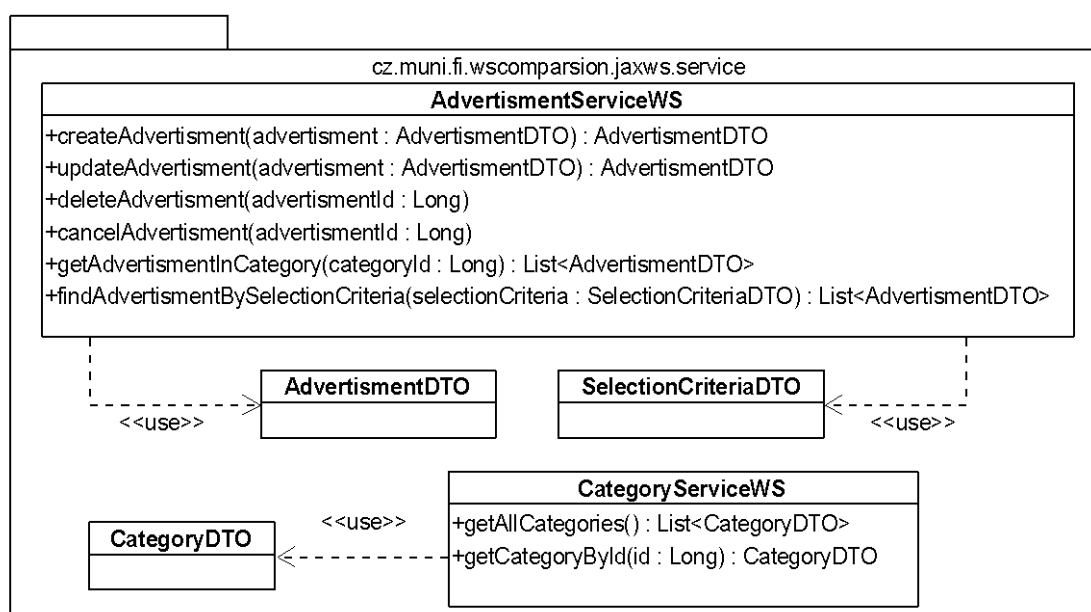 cz.muni.fi.wscomparsion.jaxws.service
AdvertismentServiceWS
+createAdvertisment(advertisment : AdvertismentDTO) : AdvertismentDTO
+updateAdvertisment(advertisment : AdvertismentDTO) : AdvertismentDTO
+deleteAdvertisment(advertismentId : Long)
+cancelAdvertisment(advertismentId : Long)
+getAdvertismentInCategory(categoryId : Long) : List<AdvertismentDTO>
+findAdvertismentBySelectionCriteria(selectionCriteria : SelectionCriteriaDTO) : List<AdvertismentDTO>
AdvertismentDTO
SelectionCriteriaDTO
<<use>>
<<use>>
CategoryServiceWS
+getAllCategories() : List<CategoryDTO>
+getCategoryById(id : Long) : CategoryDTO
<<use>>
CategoryDTO